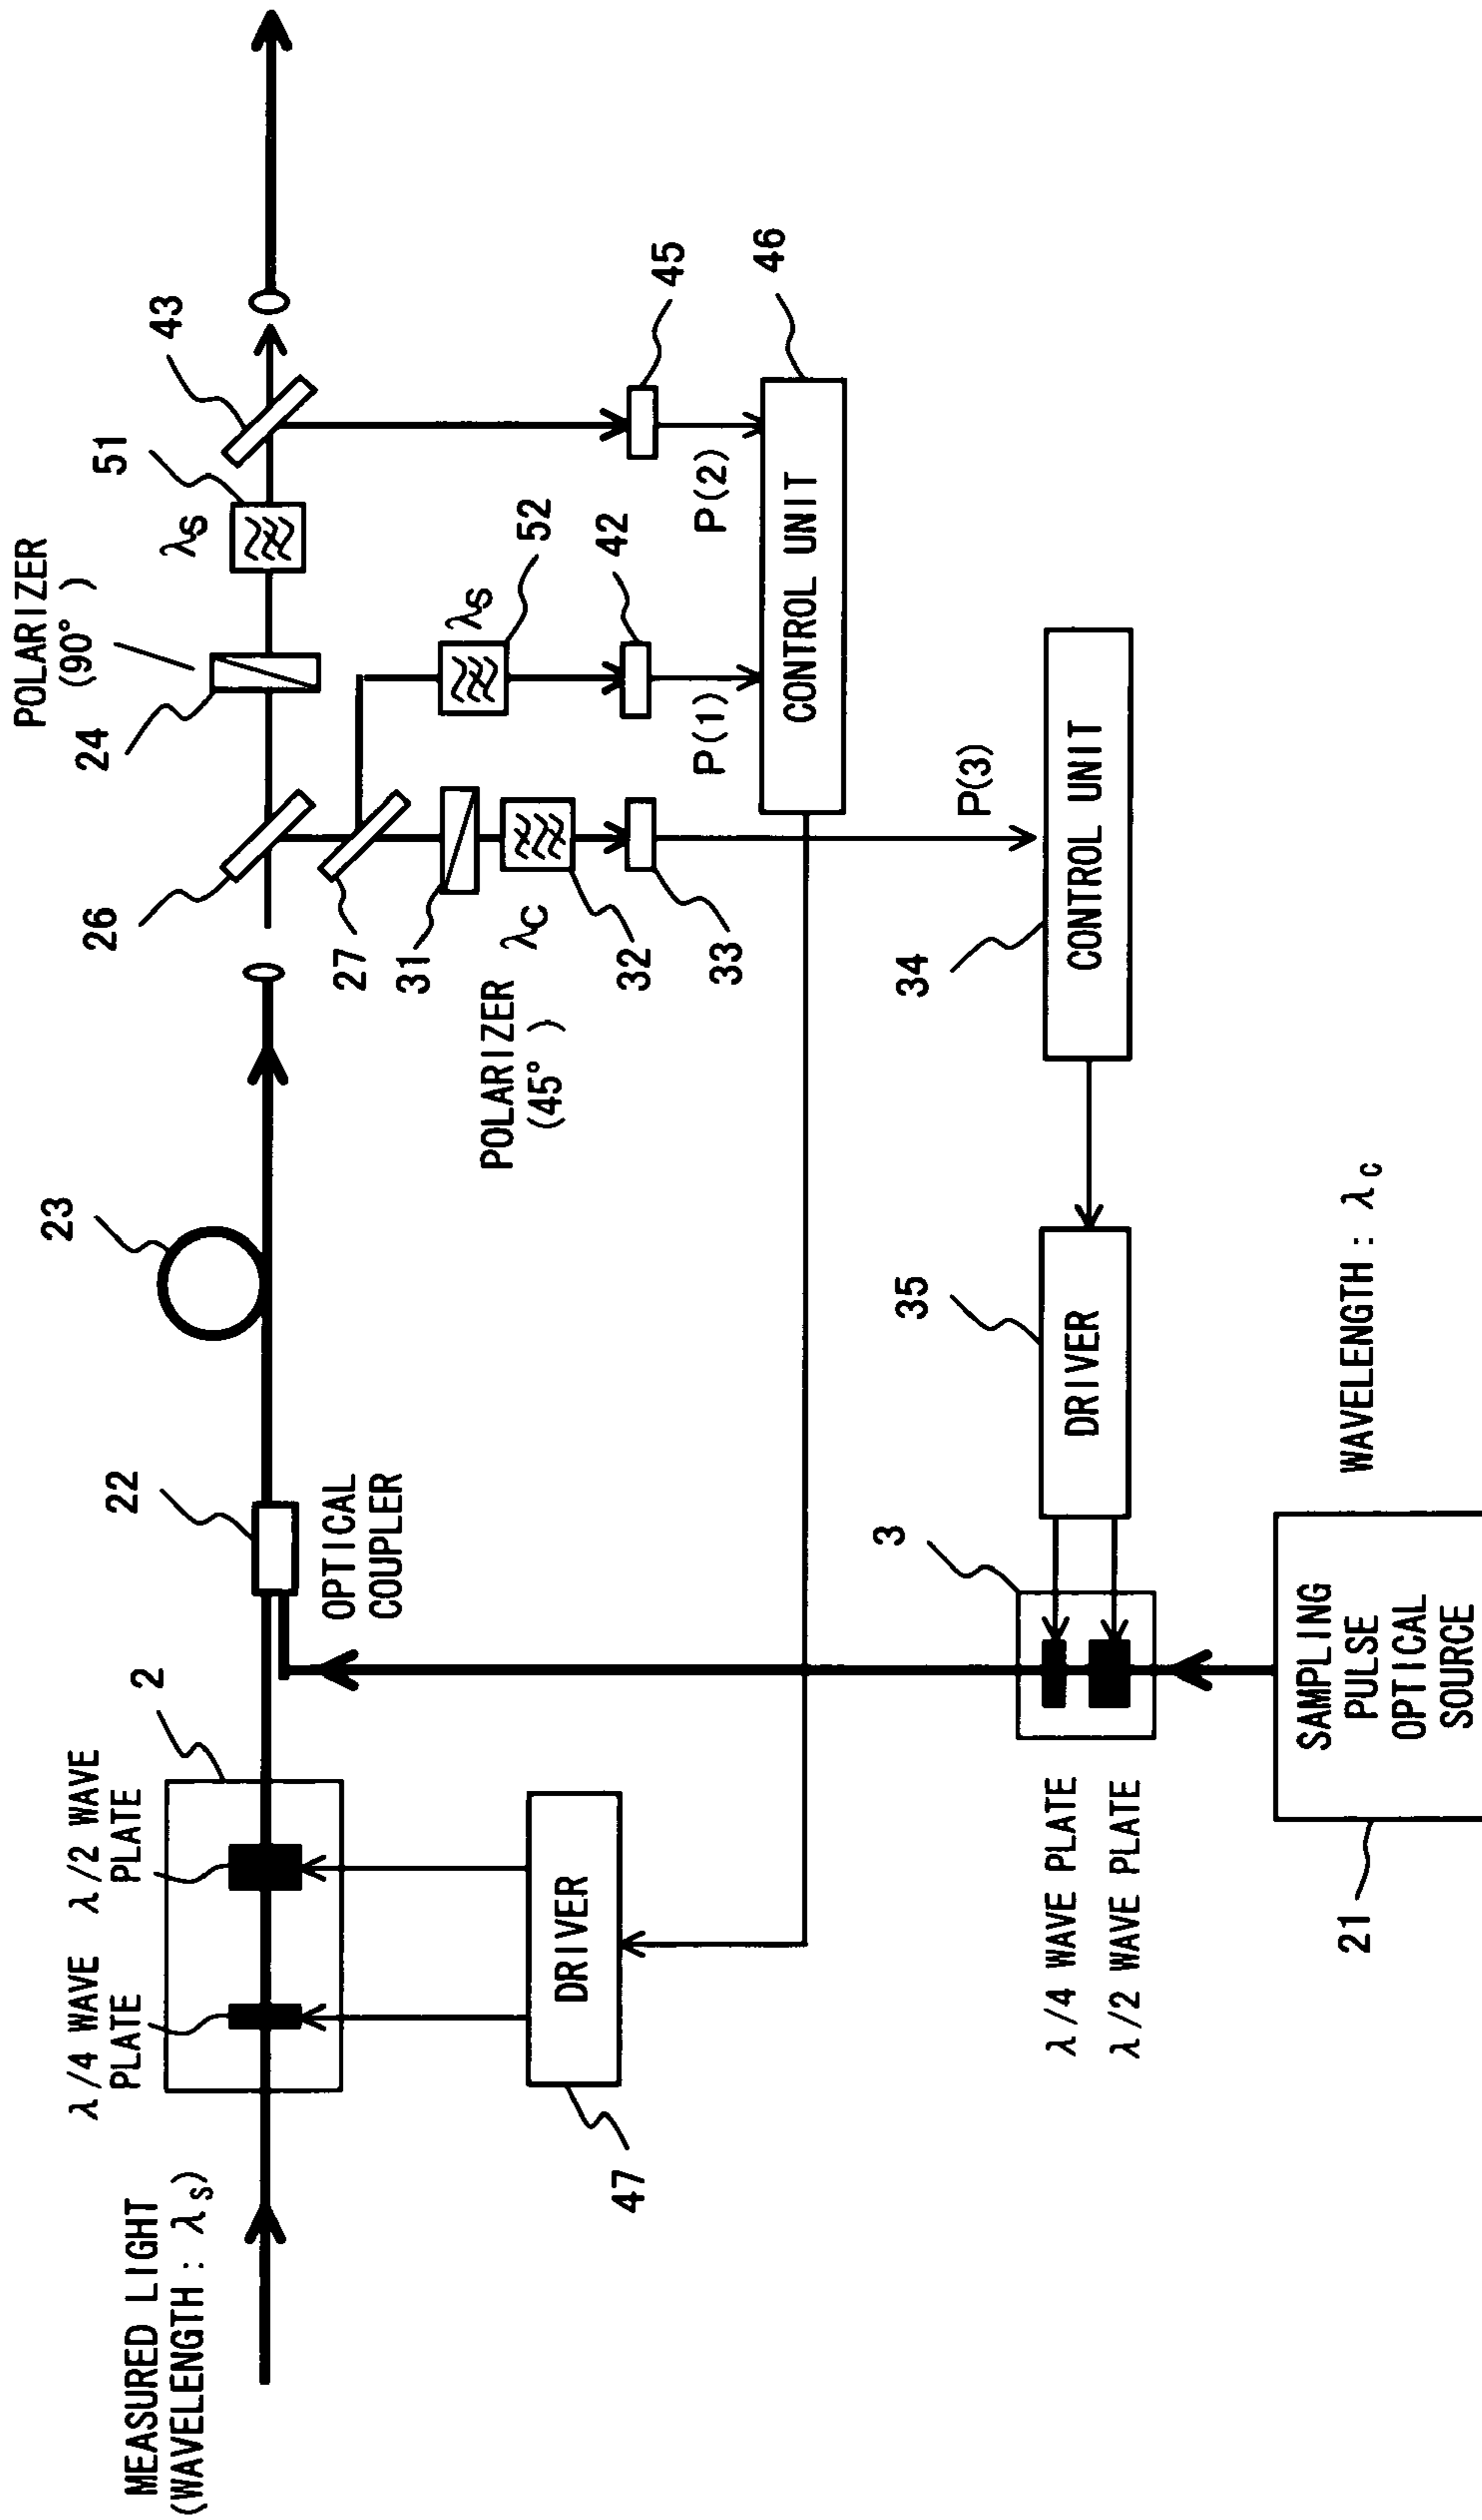 MEASURED LIGHT
(WAVELENGTH: λs)
λ/4 WAVE
PLATE
λ/2 WAVE
PLATE
2
22
OPTICAL
COUPLER
23
26
24
POLARIZER
(90°)
λs
51
43
27
31
POLARIZER
(45°)
λc
32
33
λs
52
42
45
P(1)
P(2)
46
CONTROL UNIT
P(3)
34
CONTROL UNIT
35
DRIVER
3
47
DRIVER
λ/4 WAVE PLATE
λ/2 WAVE PLATE
21
SAMPLING
PULSE
OPTICAL
SOURCE
WAVELENGTH: λc